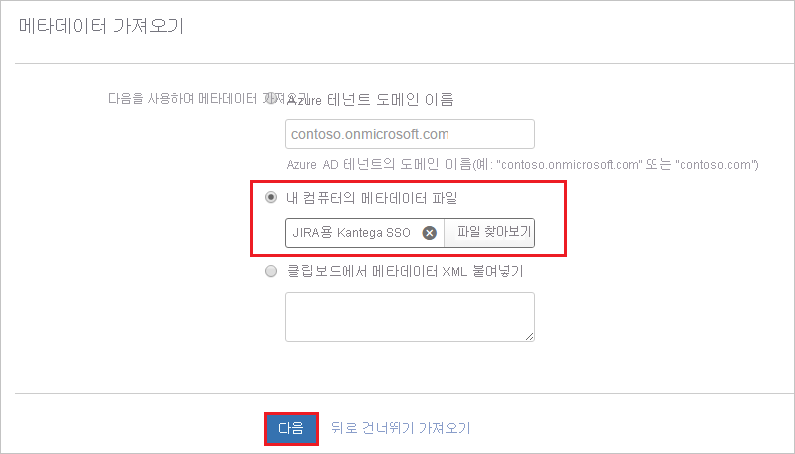 메타데이터 가져오기
다음을 사용하여 메타데이터 가져오기
Azure 테넌트 도메인 이름
contoso.onmicrosoft.com
Azure AD 테넌트의 도메인 이름(예: "contoso.onmicrosoft.com" 또는 "contoso.com")
내 컴퓨터의 메타데이터 파일
JIRA용 Kantega SSO 파일 찾아보기
클립보드에서 메타데이터 XML 붙여넣기
다음 뒤로 건너뛰기 가져오기